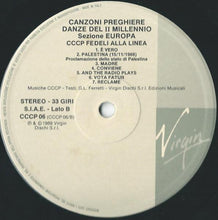 CANZONI PREGHIERE
DANZE DEL II MILLENNIO
Sezione EUROPA
CCCP FEDELI ALLA LINEA
1. È VERO
2. PALESTINA (15/11/1988)
Proclamazione dello stato di Palestina
3. MADRE
4. CONVIENE
5. AND THE RADIO PLAYS
6. VOTA FATUR
7. RECLAME
Musiche CCCP - Testi: G.L. Ferretti - Virgin Dischi S.r.l. Edizioni Musicali
STEREO - 33 GIRI
S.I.A.E. - Lato B
CCCP 06 (CCCP 06/B)
℗ & © 1989 Virgin
Dischi S.r.l.
Virgin